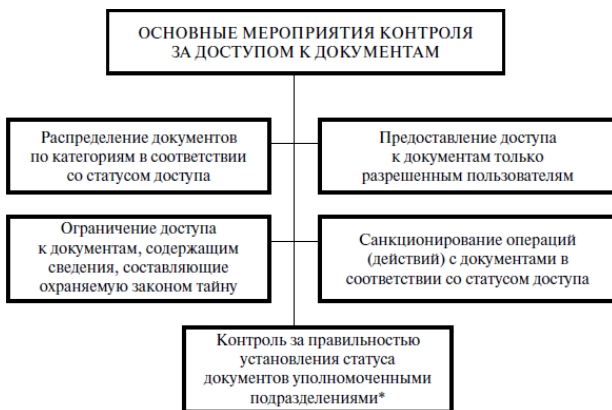 ОСНОВНЫЕ МЕРОПРИЯТИЯ КОНТРОЛЯ
ЗА ДОСТУПОМ К ДОКУМЕНТАМ
Распределение документов
по категориям в соответствии
со статусом доступа
Предоставление доступа
к документам только
разрешенным пользователям
Ограничение доступа
к документам, содержащим
сведения, составляющие
охраняемую законом тайну
Санкционирование операций
(действий) с документами в
соответствии со статусом доступа
Контроль за правильностью
установления статуса
документов уполномоченными
подразделениями*